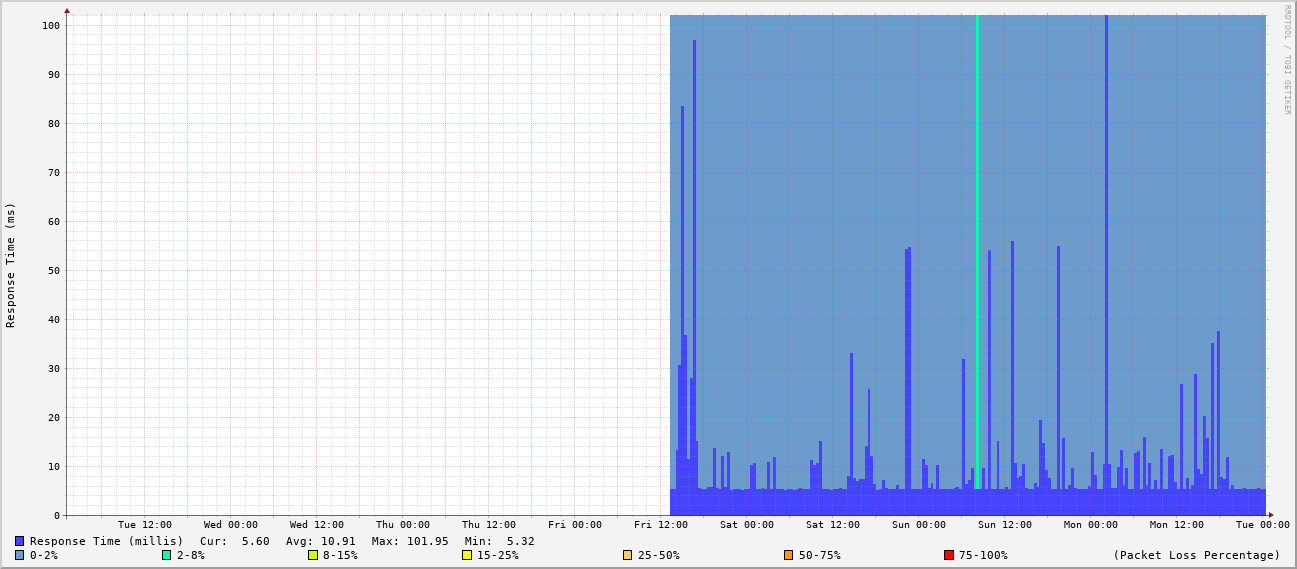 RRDTOOL / TOBI OETIKER
Response Time (ms)
100
90
80
70
60
50
40
30
20
10
0
Tue 12:00 Wed 00:00 Wed 12:00 Thu 00:00 Thu 12:00 Fri 00:00 Fri 12:00 Sat 00:00 Sat 12:00 Sun 00:00 Sun 12:00 Mon 00:00 Mon 12:00 Tue 00:00
Response Time (millis) Cur: 5.60 Avg: 10.91 Max: 101.95 Min: 5.32
0-2% 2-8% 8-15% 15-25% 25-50% 50-75% 75-100% (Packet Loss Percentage)